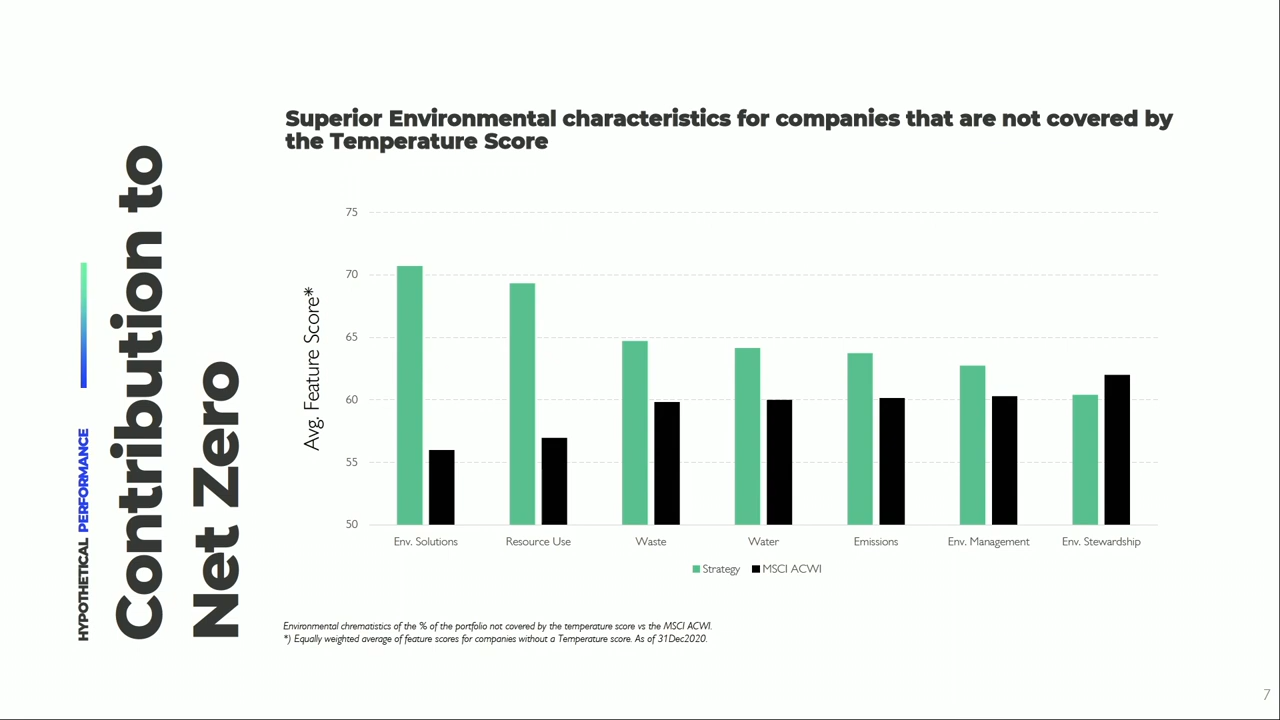 HYPOTHETICAL PERFORMANCE
Contribution to
Net Zero
Superior Environmental characteristics for companies that are not covered by
the Temperature Score
Avg. Feature Score*
75
70
65
60
55
50
Env. Solutions
Resource Use
Waste
Water
Emissions
Env. Management
Env. Stewardship
Strategy
MSCI ACWI
Environmental chrematistics of the % of the portfolio not covered by the temperature score vs the MSCI ACWI.
*) Equally weighted average of feature scores for companies without a Temperature score. As of 31Dec2020.
7